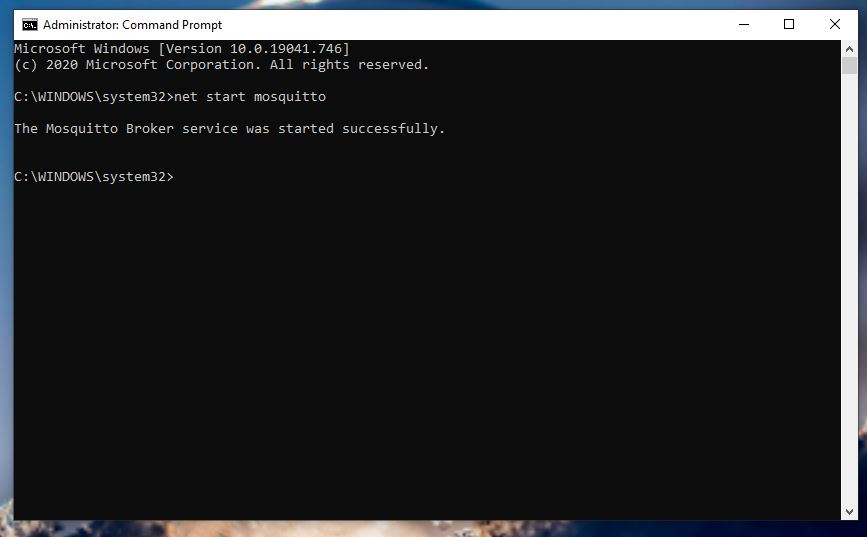 Administrator: Command Prompt
Microsoft Windows [Version 10.0.19041.746]
(c) 2020 Microsoft Corporation. All rights reserved.
C:\WINDOWS\system32>net start mosquitto
The Mosquitto Broker service was started successfully.
C:\WINDOWS\system32>